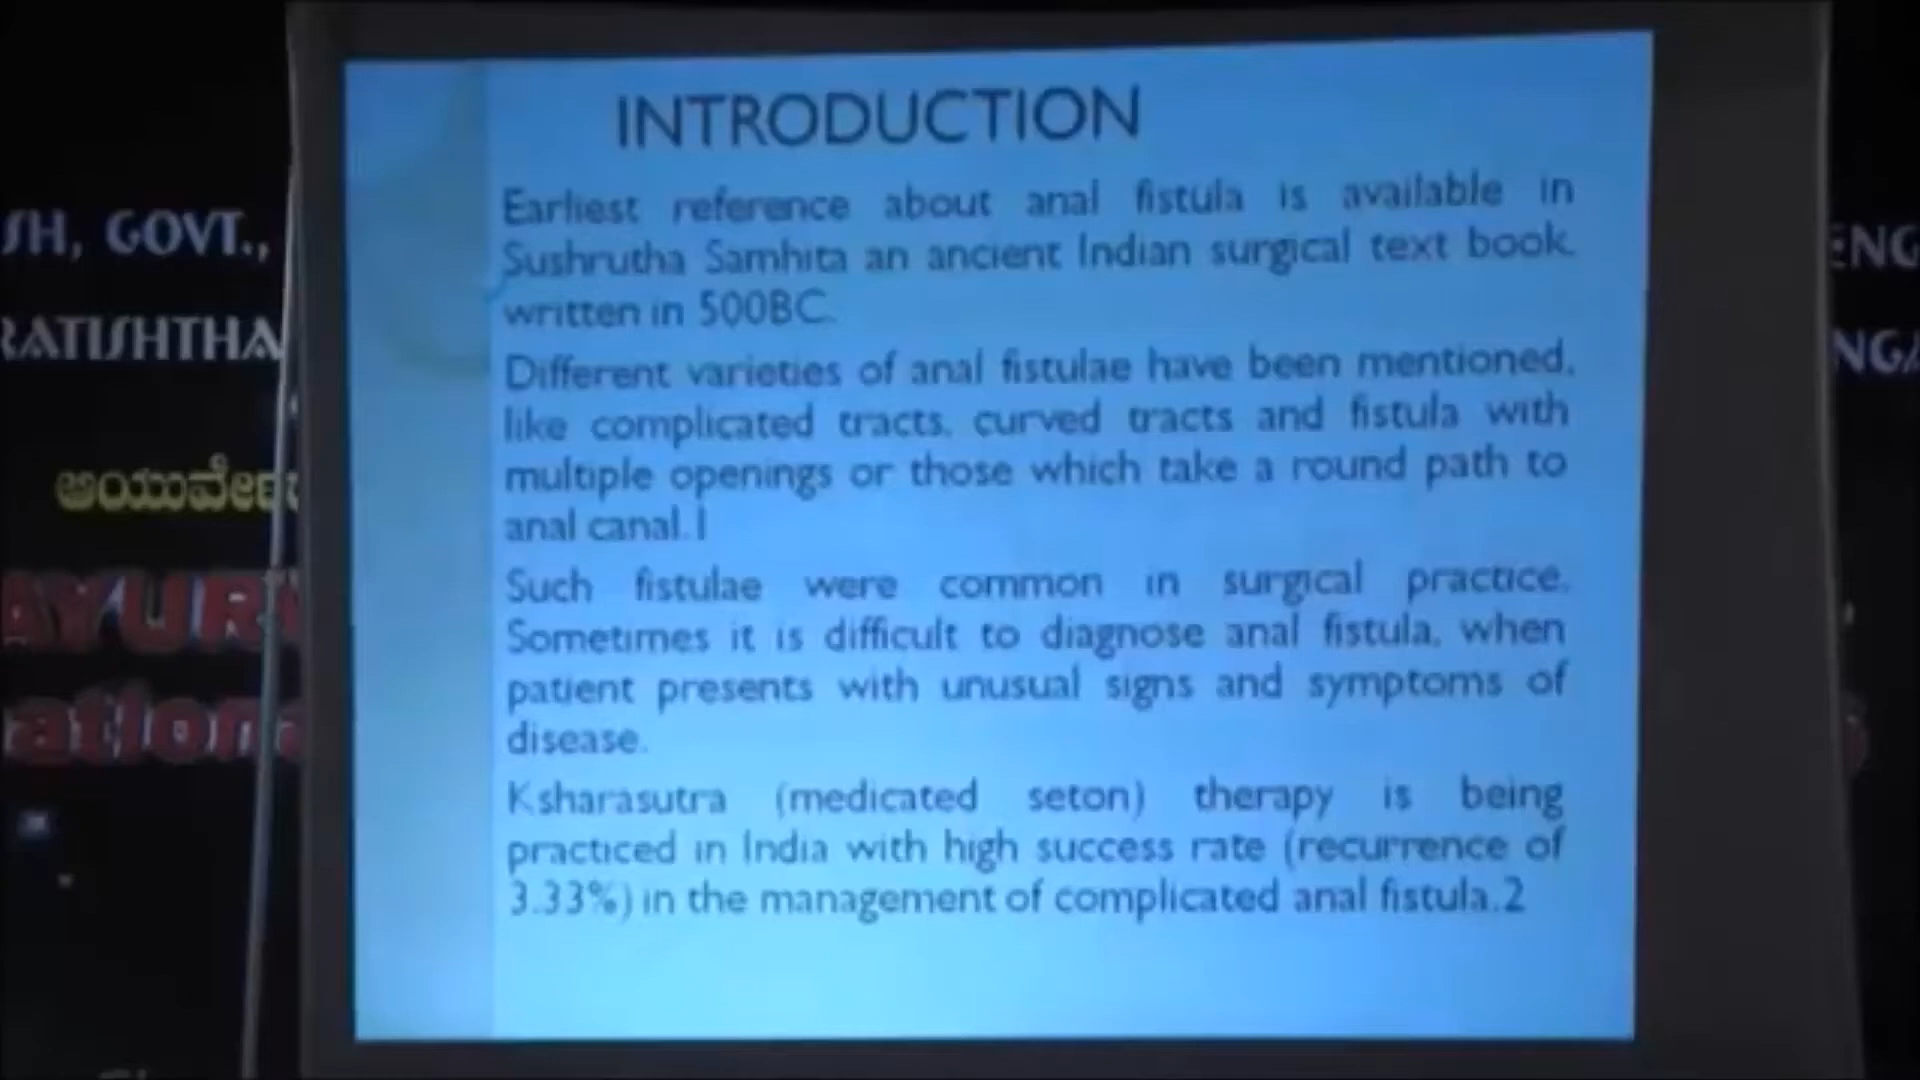 INTRODUCTION
Earliest reference about anal fistula is available in
Sushrutha Samhita an ancient Indian surgical text book,
written in 500BC.
Different varieties of anal fistulae have been mentioned,
like complicated tracts, curved tracts and fistula with
multiple openings or those which take a round path to
anal canal.1
Such fistulae were common in surgical practice.
Sometimes it is difficult to diagnose anal fistula, when
patient presents with unusual signs and symptoms of
disease.
Ksharasutra (medicated seton) therapy is being
practiced in India with high success rate (recurrence of
3.33%) in the management of complicated anal fistula.2
SH, GOVT.,
RATISHTHA
ಆಯುರ್ವೇದ
AYUR
ation
ENG
NGA